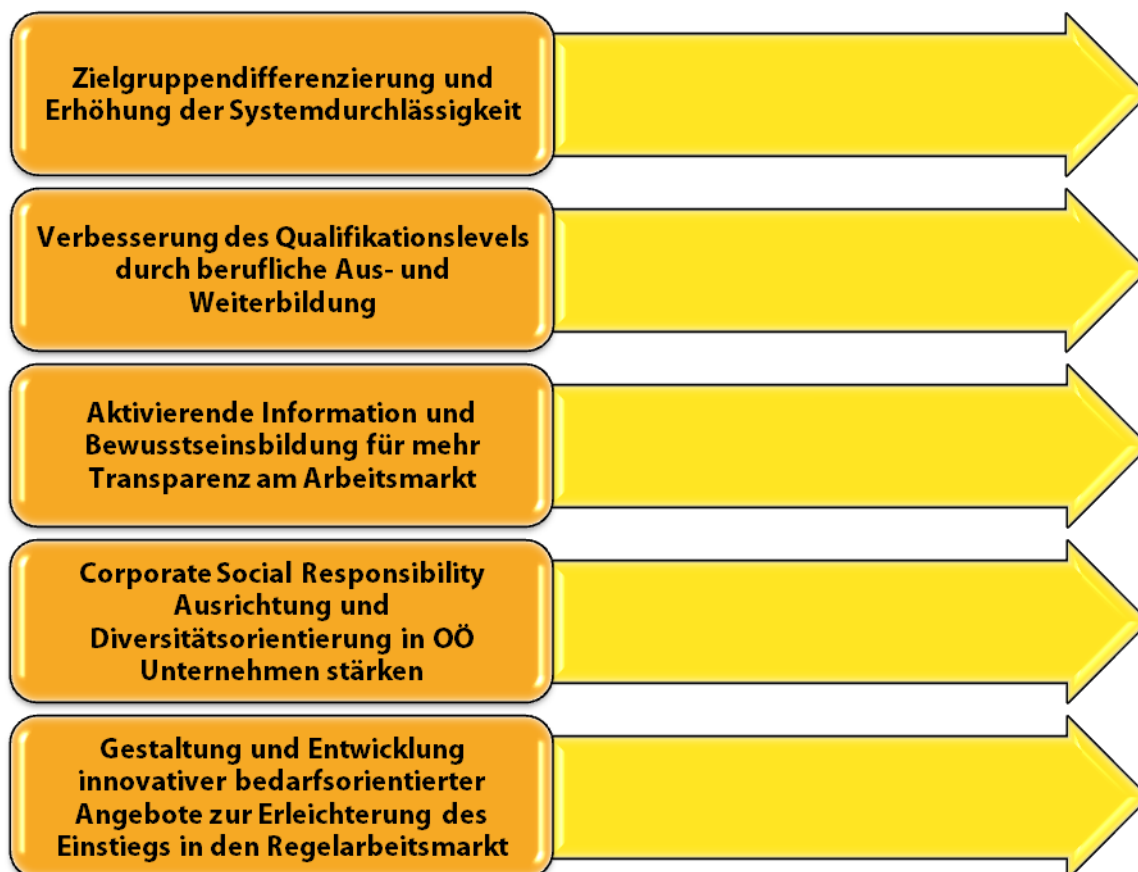 Zielgruppendifferenzierung und
Erhöhung der Systemdurchlässigkeit
Verbesserung des Qualifikationslevels
durch berufliche Aus- und
Weiterbildung
Aktivierende Information und
Bewusstseinsbildung für mehr
Transparenz am Arbeitsmarkt
Corporate Social Responsibility
Ausrichtung und
Diversitätsorientierung in OÖ
Unternehmen stärken
Gestaltung und Entwicklung
innovativer bedarfsorientierter
Angebote zur Erleichterung des
Einstiegs in den Regelarbeitsmarkt